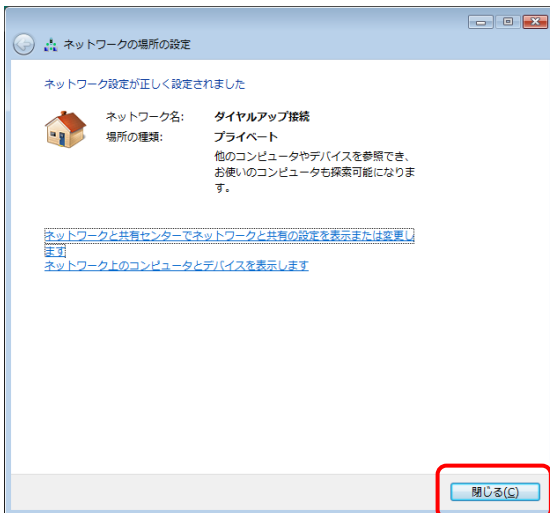 ネットワークの場所の設定
ネットワーク設定が正しく設定されました
ネットワーク名: ダイヤルアップ接続
場所の種類: プライベート
他のコンピュータやデバイスを参照でき、
お使いのコンピュータも探索可能になりま
す。
ネットワークと共有センターでネットワークと共有の設定を表示または変更し
ます
ネットワーク上のコンピュータとデバイスを表示します
閉じる(C)